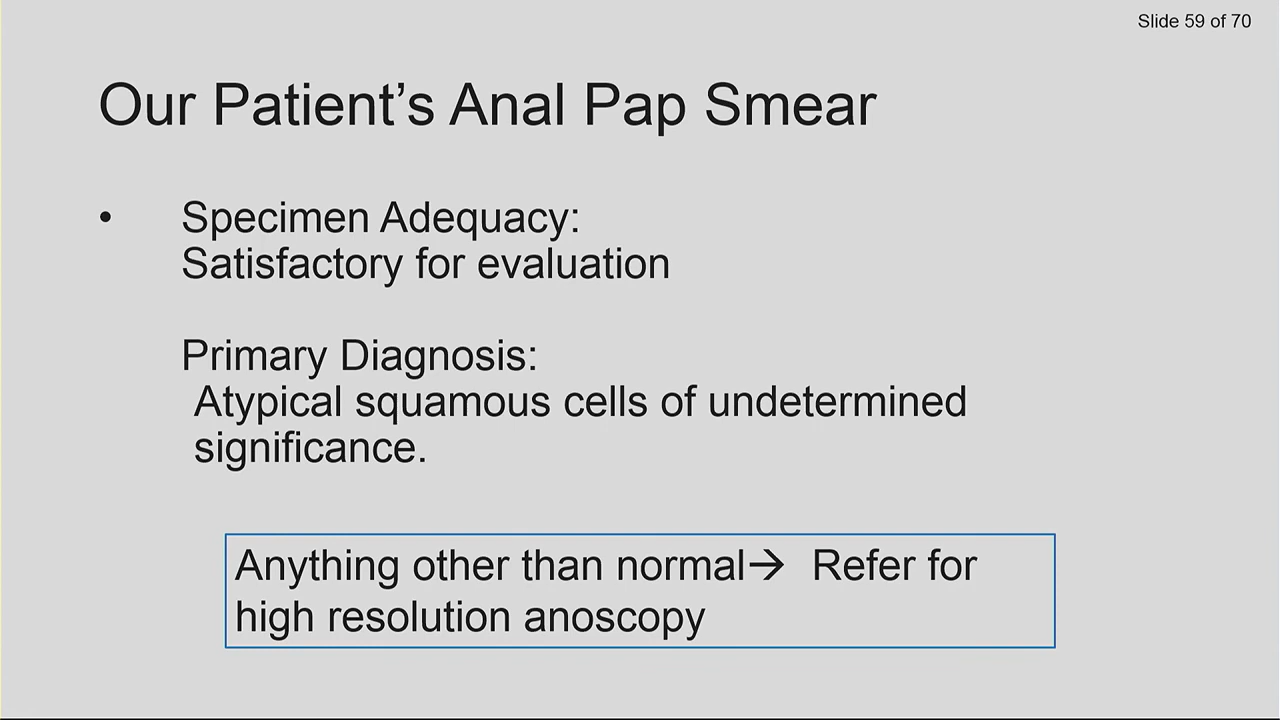 Slide 59 of 70
Our Patient’s Anal Pap Smear
• Specimen Adequacy:
Satisfactory for evaluation
Primary Diagnosis:
Atypical squamous cells of undetermined
significance.
Anything other than normal→ Refer for
high resolution anoscopy